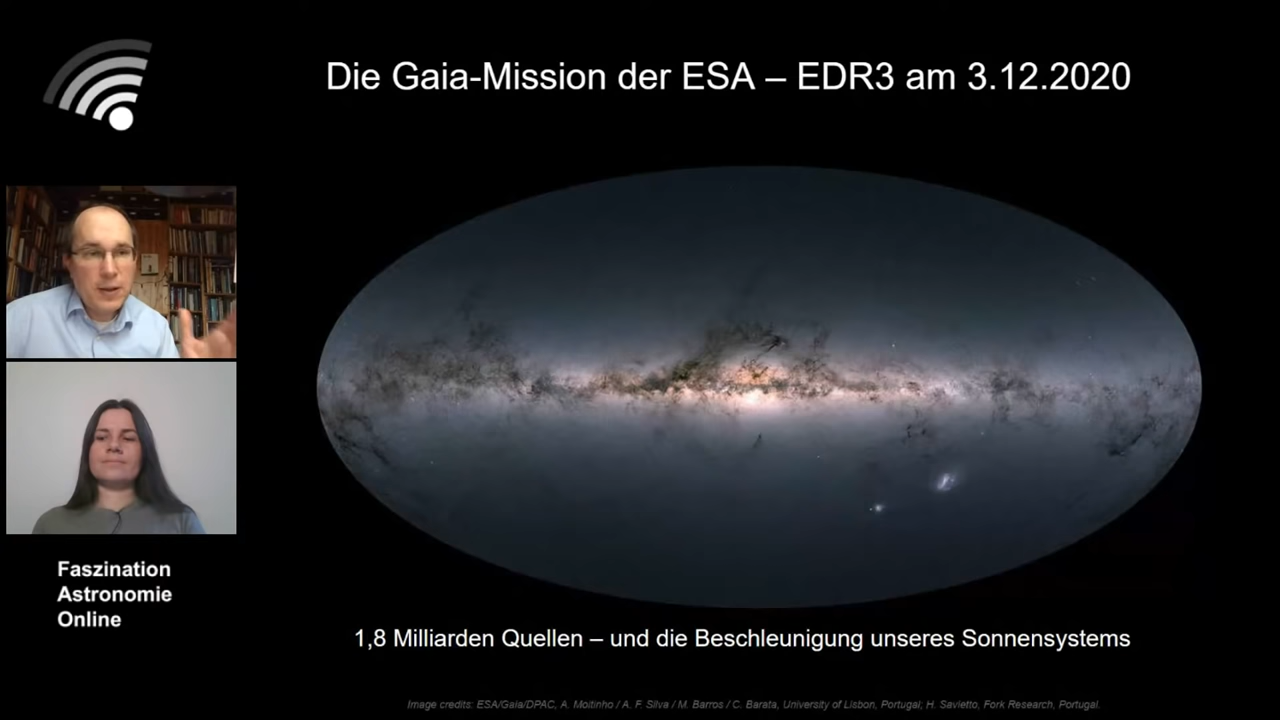 Die Gaia-Mission der ESA – EDR3 am 3.12.2020
Faszination
Astronomie
Online
1,8 Milliarden Quellen – und die Beschleunigung unseres Sonnensystems
Image credits: ESA/Gaia/DPAC, A. Moitinho / A. F. Silva / M. Barros / C. Barata, University of Lisbon, Portugal; H. Savietto, Fork Research, Portugal.